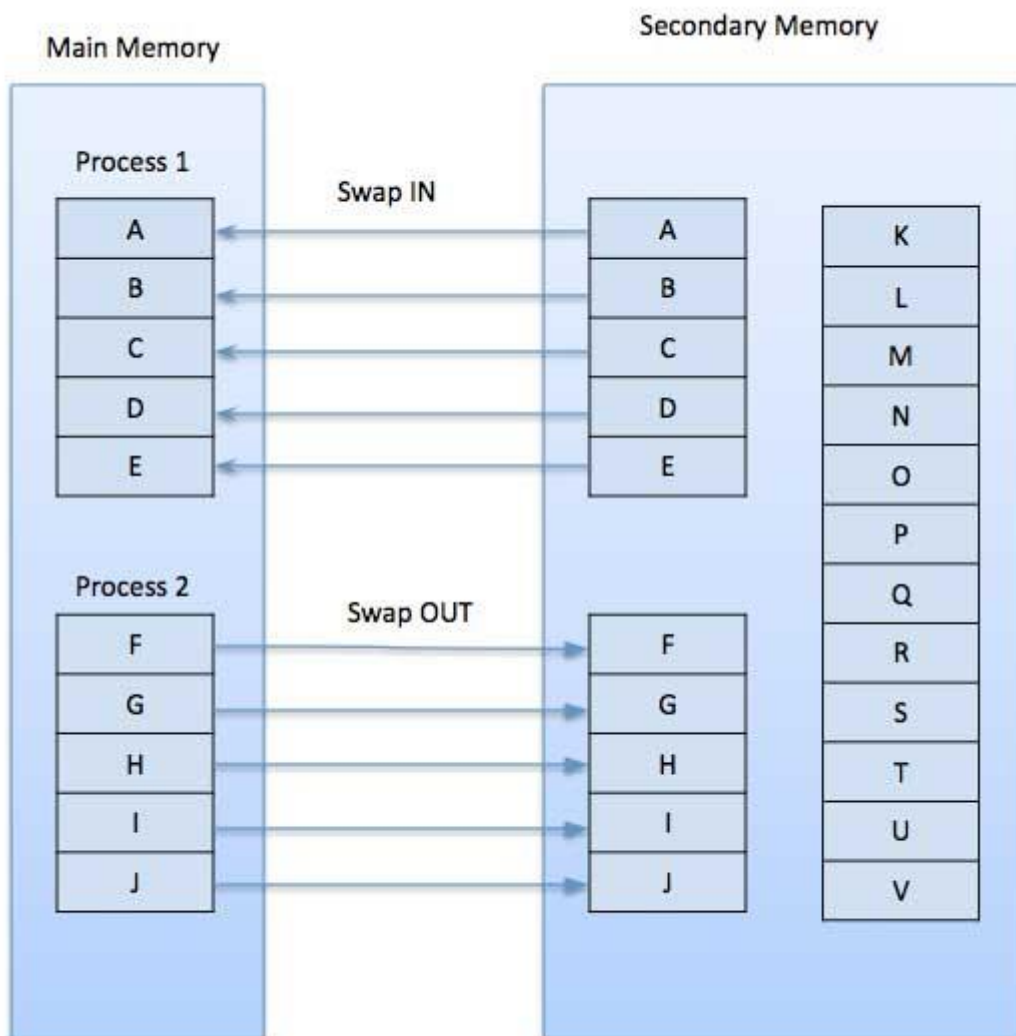 Main Memory
Secondary Memory
Process 1
Swap IN
A
B
C
D
E
Process 2
Swap OUT
F
G
H
I
J
A
B
C
D
E
F
G
H
I
J
K
L
M
N
O
P
Q
R
S
T
U
V